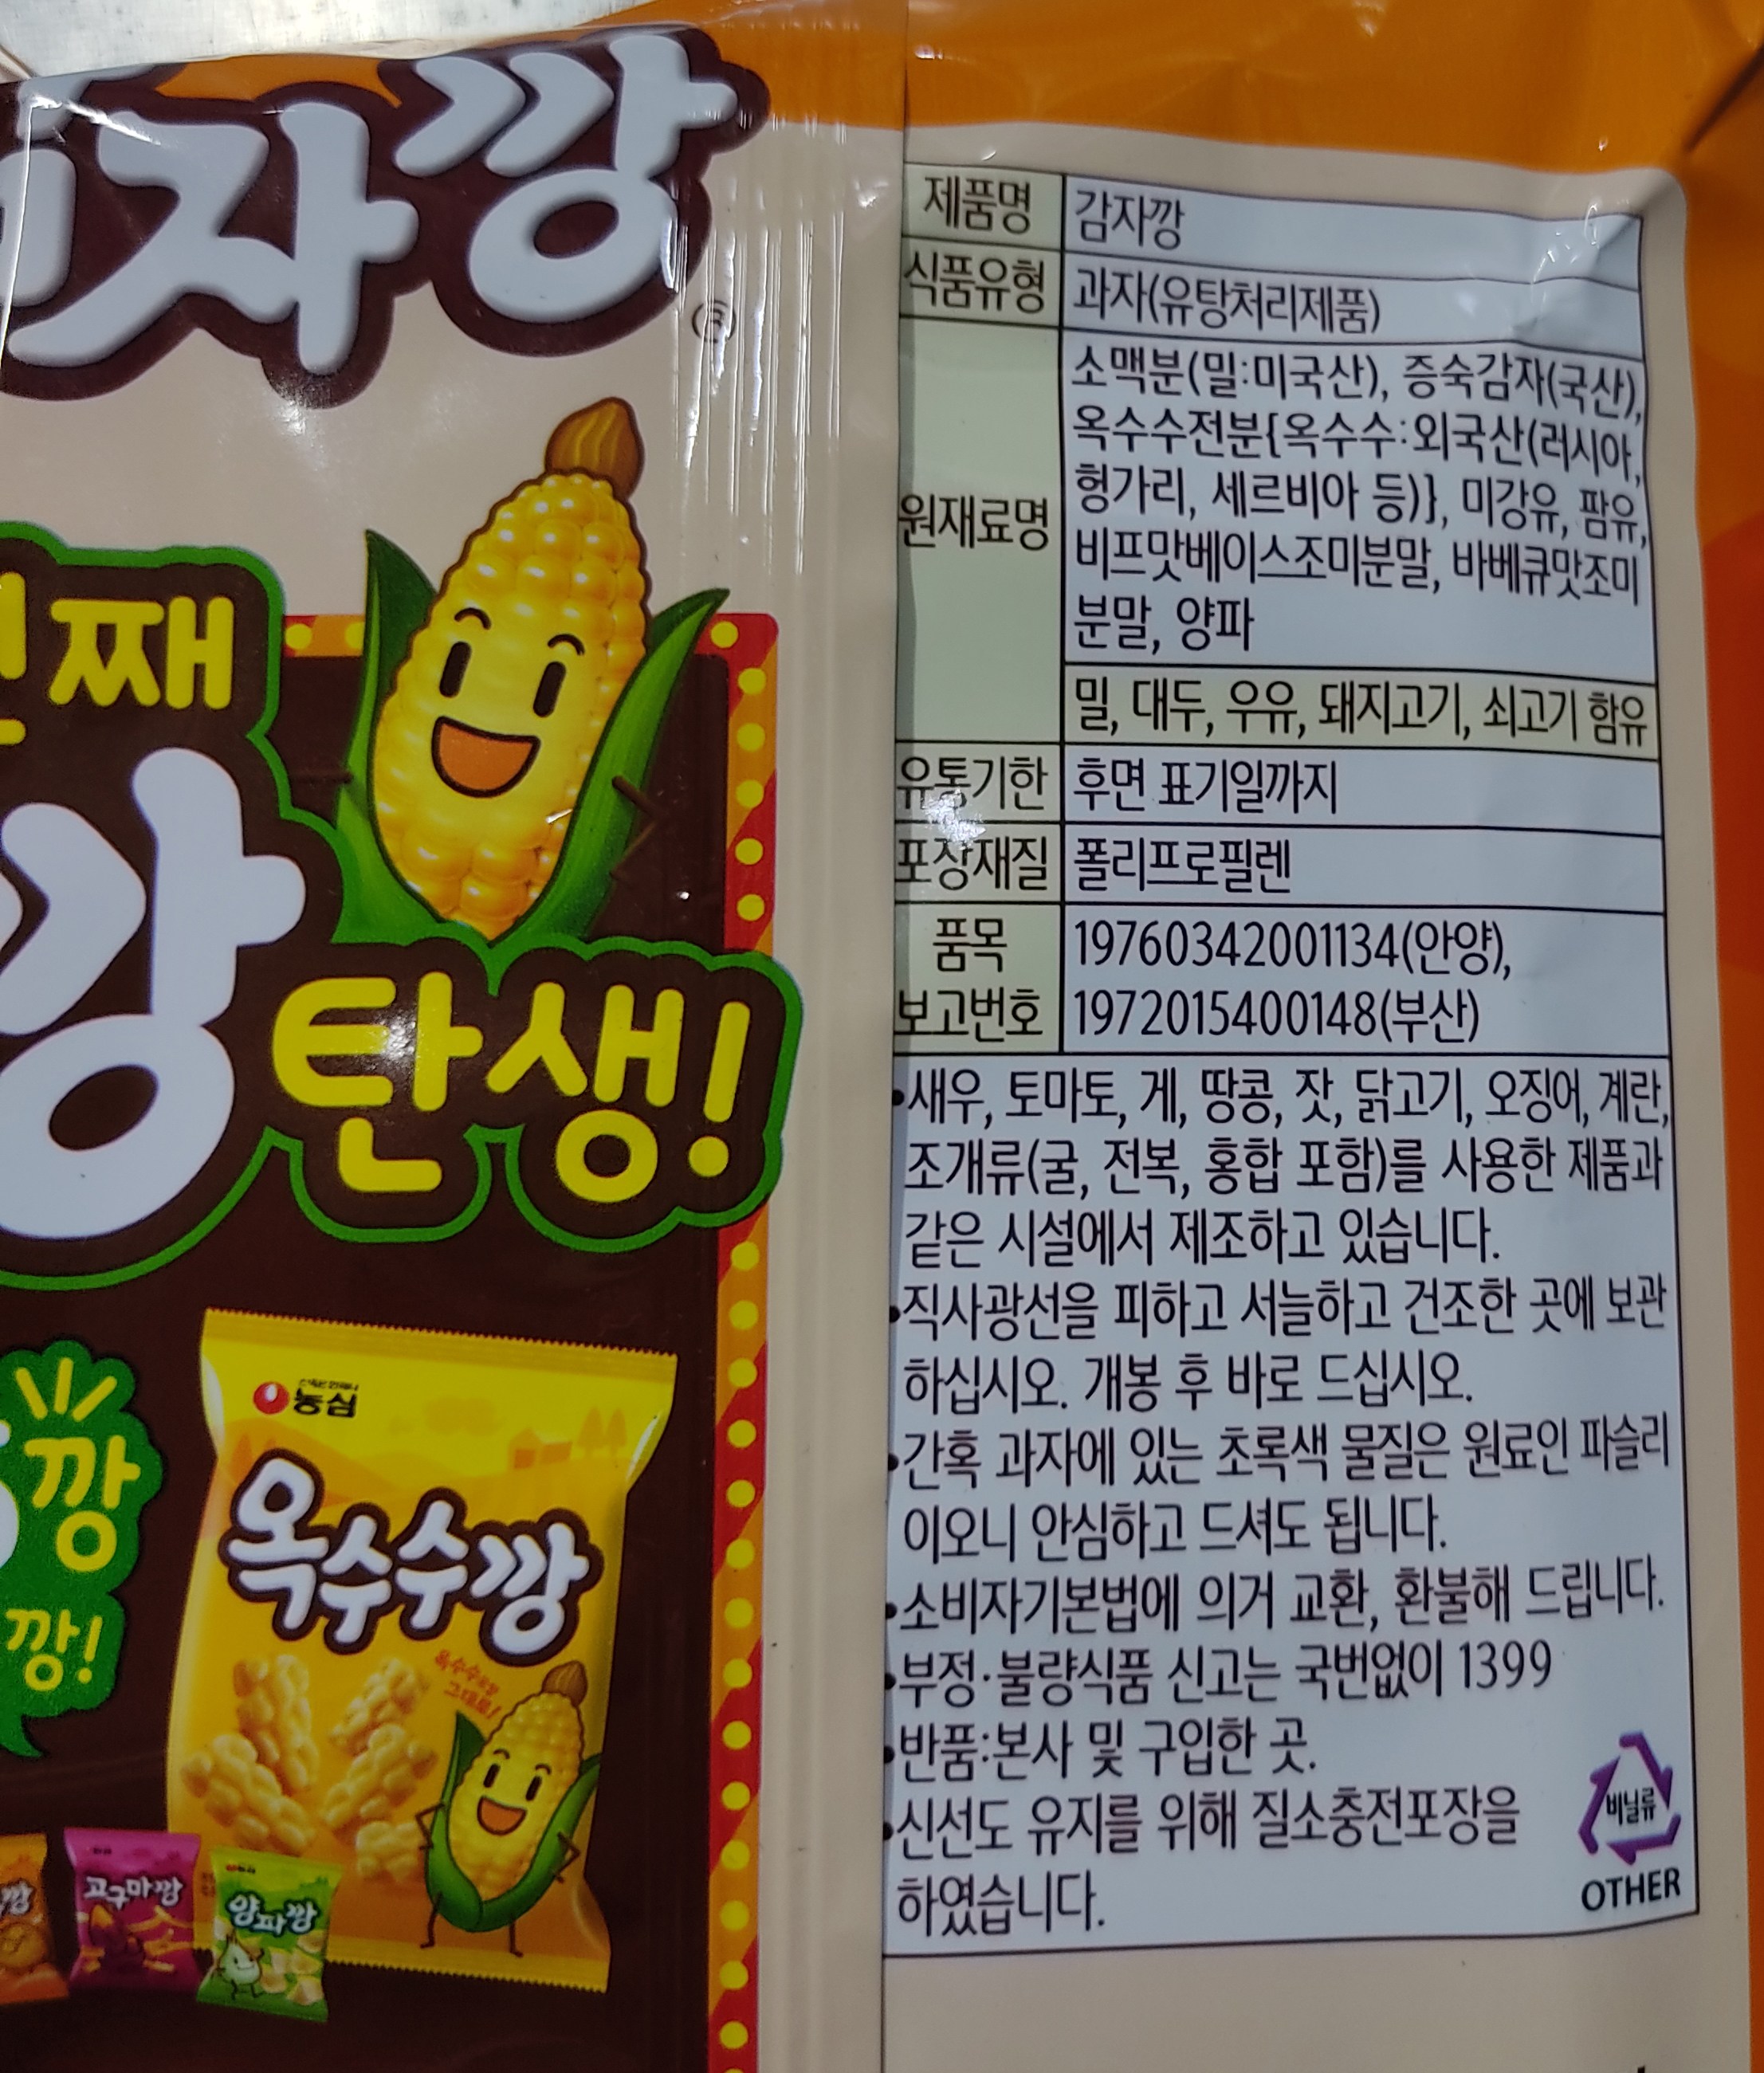 자깡
®
째
깡
탄생!
깡
깡!
농심
옥수수깡
그대로!
깡
고구마깡
양파깡
제품명 감자깡
식품유형 과자(유탕처리제품)
원재료명 소맥분(밀:미국산), 증숙감자(국산),
옥수수전분{옥수수:외국산(러시아,
헝가리, 세르비아 등)}, 미강유, 팜유,
비프맛베이스조미분말, 바베큐맛조미
분말, 양파
밀, 대두, 우유, 돼지고기, 쇠고기 함유
유통기한 후면 표기일까지
포장재질 폴리프로필렌
품목 19760342001134(안양),
보고번호 1972015400148(부산)
•새우, 토마토, 게, 땅콩, 잣, 닭고기, 오징어, 계란,
조개류(굴, 전복, 홍합 포함)를 사용한 제품과
같은 시설에서 제조하고 있습니다.
•직사광선을 피하고 서늘하고 건조한 곳에 보관
하십시오. 개봉 후 바로 드십시오.
•간혹 과자에 있는 초록색 물질은 원료인 파슬리
이오니 안심하고 드셔도 됩니다.
•소비자기본법에 의거 교환, 환불해 드립니다.
•부정·불량식품 신고는 국번없이 1399
•반품:본사 및 구입한 곳.
•신선도 유지를 위해 질소충전포장을
하였습니다.
비닐류
OTHER